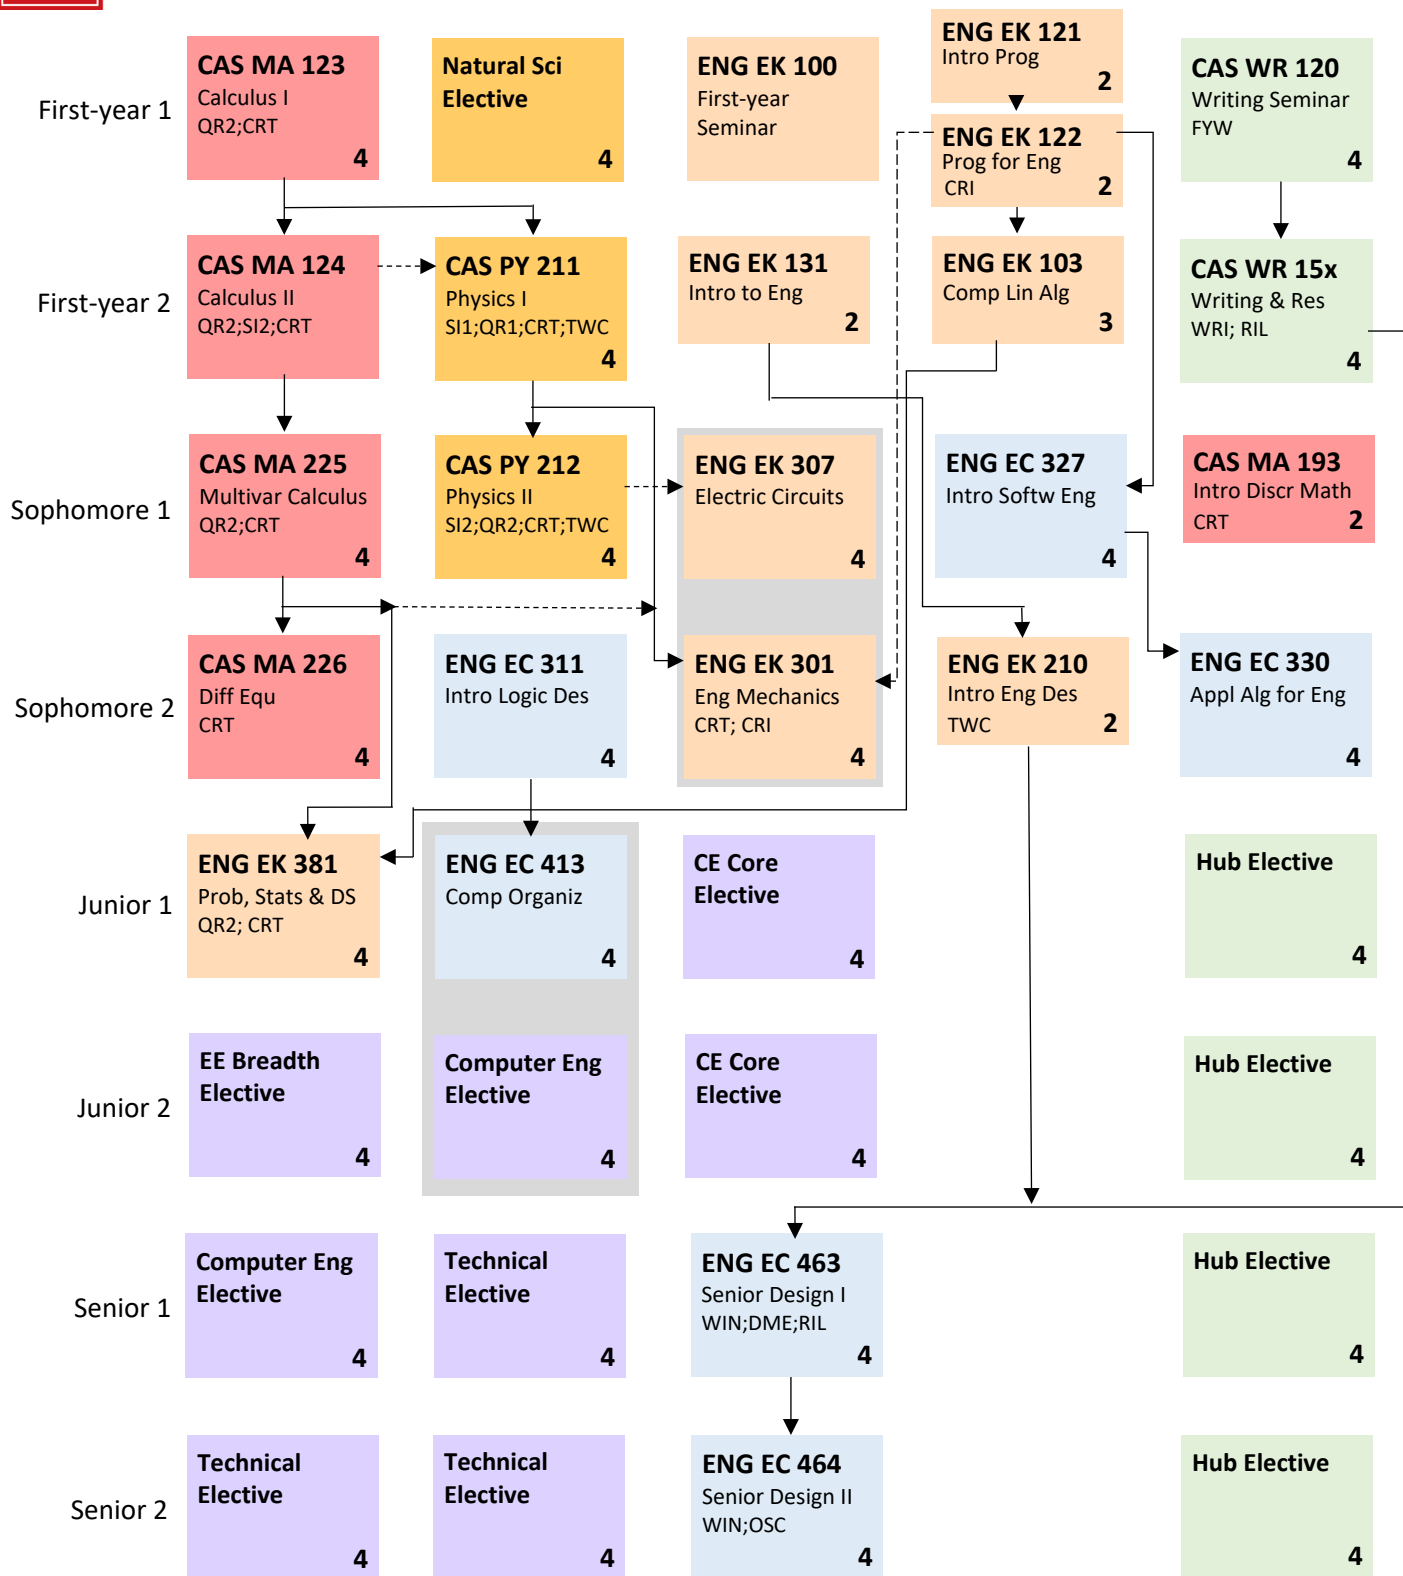 First-year 1
CAS MA 123
Calculus I
QR2;CRT
4
Natural Sci
Elective
4
ENG EK 100
First-year
Seminar
ENG EK 121
Intro Prog
2
ENG EK 122
Prog for Eng
CRI
2
CAS WR 120
Writing Seminar
FYW
4
First-year 2
CAS MA 124
Calculus II
QR2;SI2;CRT
CAS PY 211
Physics I
SI1;QR1;CRT;TWC
4
ENG EK 131
Intro to Eng
2
ENG EK 103
Comp Lin Alg
3
CAS WR 15x
Writing & Res
WRI; RIL
4
Sophomore 1
CAS MA 225
Multivar Calculus
QR2;CRT
4
CAS PY 212
Physics II
SI2;QR2;CRT;TWC
4
ENG EK 307
Electric Circuits
4
ENG EC 327
Intro Softw Eng
4
CAS MA 193
Intro Discr Math
CRT
2
Sophomore 2
CAS MA 226
Diff Equ
CRT
4
ENG EC 311
Intro Logic Des
4
ENG EK 301
Eng Mechanics
CRT; CRI
4
ENG EK 210
Intro Eng Des
TWC
2
ENG EC 330
Appl Alg for Eng
4
Junior 1
ENG EK 381
Prob, Stats & DS
QR2; CRT
4
ENG EC 413
Comp Organiz
4
CE Core
Elective
4
Hub Elective
4
Junior 2
EE Breadth
Elective
4
Computer Eng
Elective
4
CE Core
Elective
4
Hub Elective
4
Senior 1
Computer Eng
Elective
4
Technical
Elective
4
ENG EC 463
Senior Design I
WIN;DME;RIL
4
Hub Elective
4
Senior 2
Technical
Elective
4
Technical
Elective
4
ENG EC 464
Senior Design II
WIN;OSC
4
Hub Elective
4